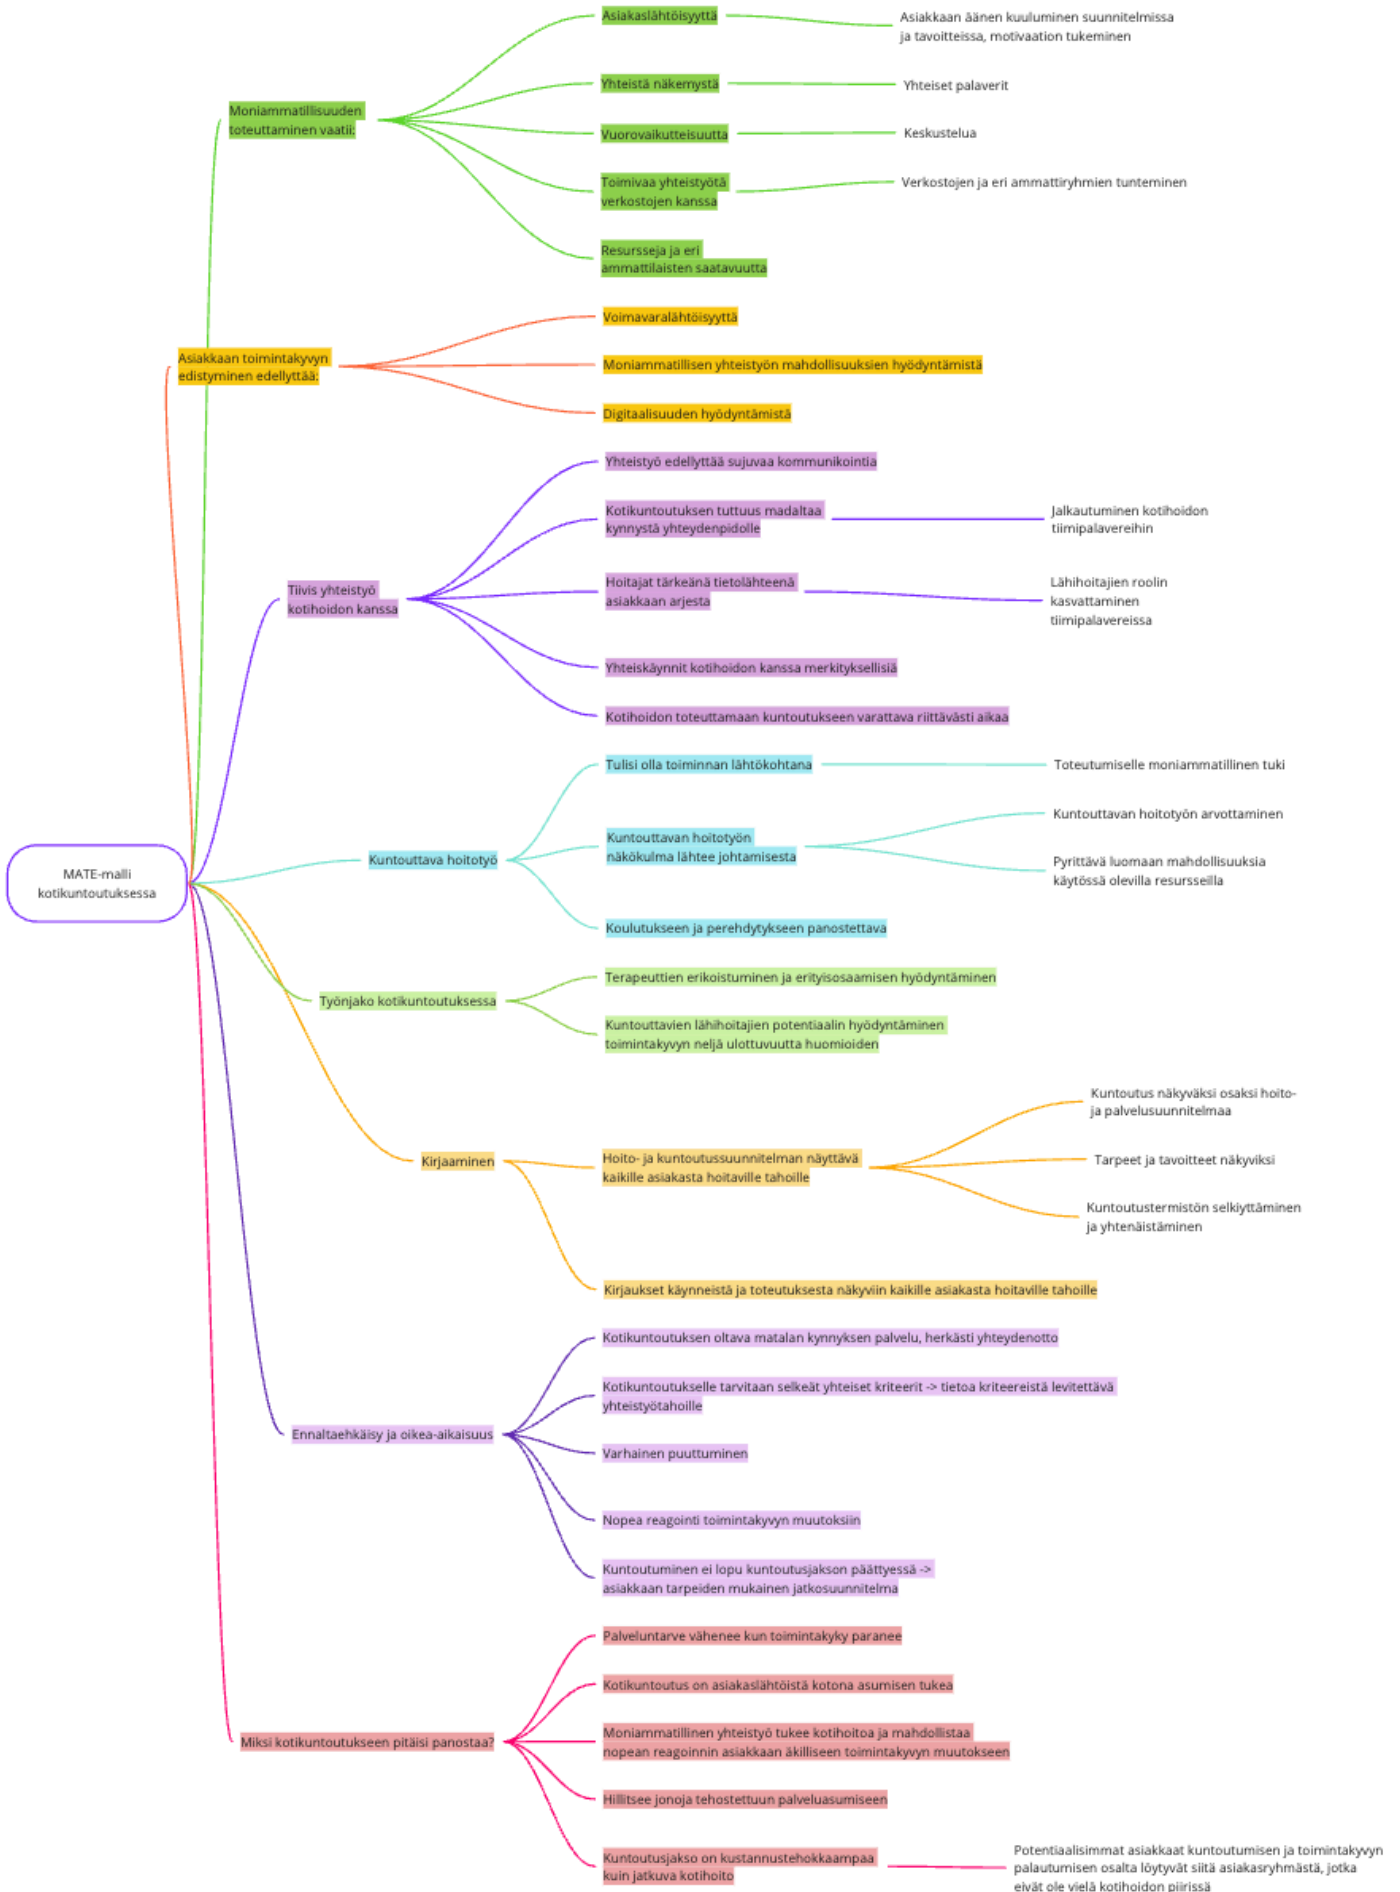 Asiakaslähtöisyyttä
Asiakkaan äänen kuuluminen suunnitelmissa
ja tavoitteissa, motivaation tukeminen
Moniammatillisuuden
toteuttaminen vaatii:
Yhteistä näkemystä
Yhteiset palaverit
Vuorovaikutteisuutta
Keskustelua
Toimivaa yhteistyötä
verkostojen kanssa
Verkostojen ja eri ammattiryhmien tunteminen
Resursseja ja eri
ammattilaisten saatavuutta
Asiakkaan toimintakyvyn
edistyminen edellyttää:
Voimavaralähtöisyyttä
Moniammatillisen yhteistyön mahdollisuuksien hyödyntämistä
Digitaalisuuden hyödyntämistä
Tiivis yhteistyö
kotihoidon kanssa
Yhteistyö edellyttää sujuvaa kommunikointia
Kotikuntoutuksen tuttuus madaltaa
kynnystä yhteydenpidolle
Jalkautuminen kotihoidon
tiimipalavereihin
Hoitajat tärkeänä tietolähteenä
asiakkaan arjesta
Lähihoitajien roolin
kasvattaminen
tiimipalavereissa
Yhteiskäynnit kotihoidon kanssa merkityksellisiä
Kotihoidon toteuttamaan kuntoutukseen varattava riittävästi aikaa
MATE-malli
kotikuntoutuksessa
Kuntouttava hoitotyö
Tulisi olla toiminnan lähtökohtana
Toteutumiselle moniammatillinen tuki
Kuntouttavan hoitotyön
näkökulma lähtee johtamisesta
Kuntouttavan hoitotyön arvottaminen
Pyrittävä luomaan mahdollisuuksia
käytössä olevilla resursseilla
Koulutukseen ja perehdytykseen panostettava
Työnjako kotikuntoutuksessa
Terapeuttien erikoistuminen ja erityisosaamisen hyödyntäminen
Kuntouttavien lähihoitajien potentiaalin hyödyntäminen
toimintakyvyn neljä ulottuvuutta huomioiden
Kirjaaminen
Hoito- ja kuntoutussuunnitelman näyttävä
kaikille asiakasta hoitaville tahoille
Kuntoutus näkyväksi osaksi hoito-
ja palvelusuunnitelmaa
Tarpeet ja tavoitteet näkyviksi
Kuntoutustermistön selkiyttäminen
ja yhtenäistäminen
Kirjaukset käynneistä ja toteutuksesta näkyviin kaikille asiakasta hoitaville tahoille
Ennaltaehkäisy ja oikea-aikaisuus
Kotikuntoutuksen oltava matalan kynnyksen palvelu, herkästi yhteydenotto
Kotikuntoutukselle tarvitaan selkeät yhteiset kriteerit -> tietoa kriteereistä levitettävä
yhteistyötahoille
Varhainen puuttuminen
Nopea reagointi toimintakyvyn muutoksiin
Kuntoutuminen ei lopu kuntoutusjakson päättyessä ->
asiakkaan tarpeiden mukainen jatkosuunnitelma
Miksi kotikuntoutukseen pitäisi panostaa?
Palveluntarve vähenee kun toimintakyky paranee
Kotikuntoutus on asiakaslähtöistä kotona asumisen tukea
Moniammatillinen yhteistyö tukee kotihoitoa ja mahdollistaa
nopean reagoinnin asiakkaan äkilliseen toimintakyvyn muutokseen
Hillitsee jonoja tehostettuun palveluasumiseen
Kuntoutusjakso on kustannustehokkaampaa
kuin jatkuva kotihoito
Potentiaalisimmat asiakkaat kuntoutumisen ja toimintakyvyn
palautumisen osalta löytyvät siitä asiakasryhmästä, jotka
eivät ole vielä kotihoidon piirissä